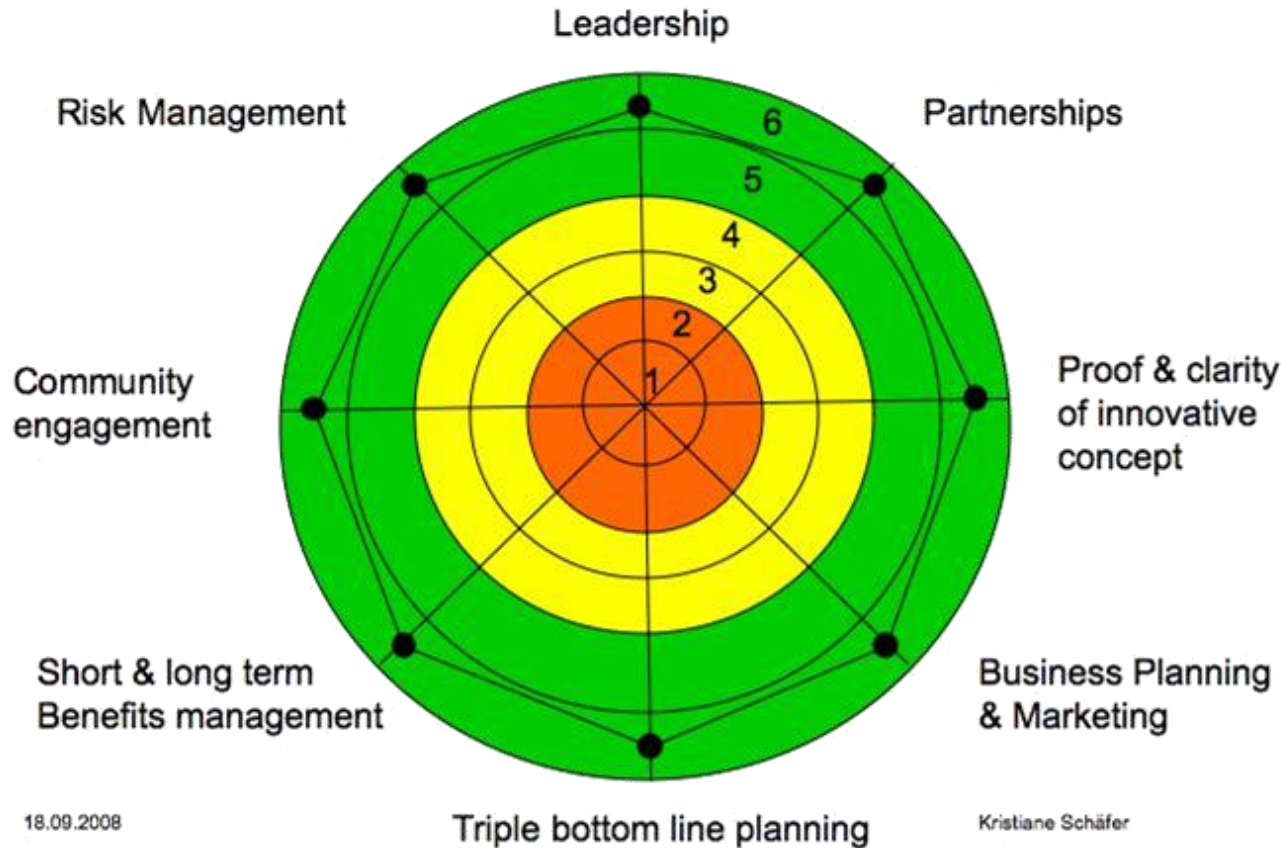 Leadership
Risk Management
Partnerships
6
5
4
3
2
1
Community
engagement
Proof & clarity
of innovative
concept
Short & long term
Benefits management
Business Planning
& Marketing
Triple bottom line planning
18.09.2008
Kristiane Schäfer